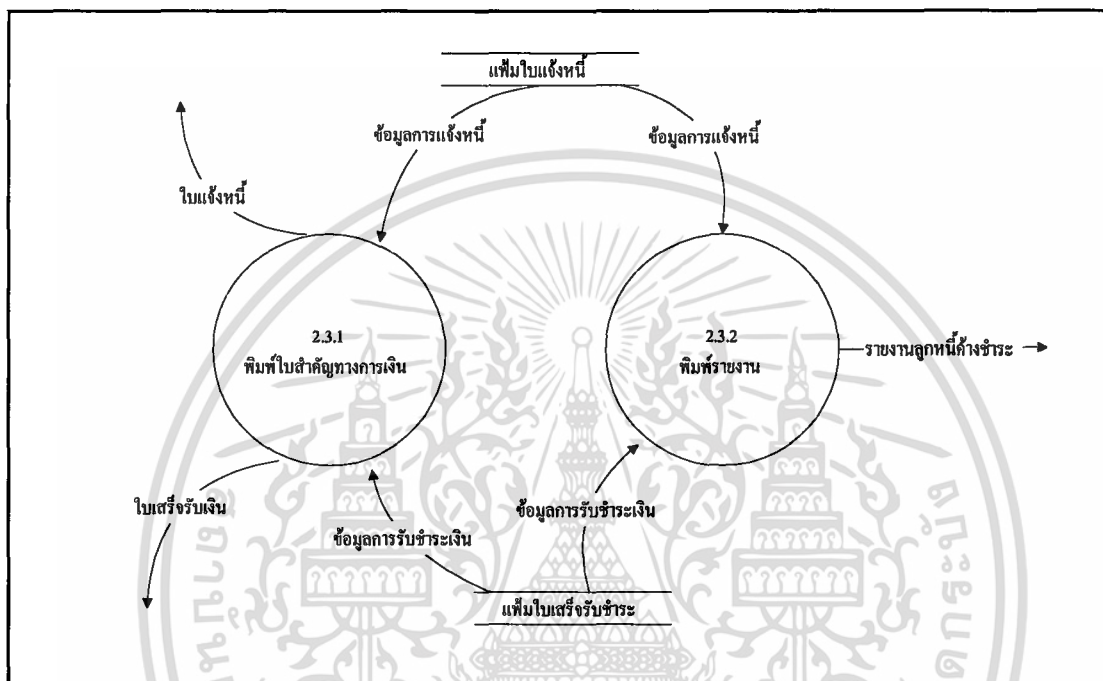 แฟ้มใบแจ้งหนี้
ข้อมูลการแจ้งหนี้
ข้อมูลการแจ้งหนี้
ใบแจ้งหนี้
2.3.1
พิมพ์ใบสำคัญทางการเงิน
2.3.2
พิมพ์รายงาน
รายงานลูกหนี้ค้างชำระ
ใบเสร็จรับเงิน
ข้อมูลการรับชำระเงิน
ข้อมูลการรับชำระเงิน
แฟ้มใบเสร็จรับชำระ